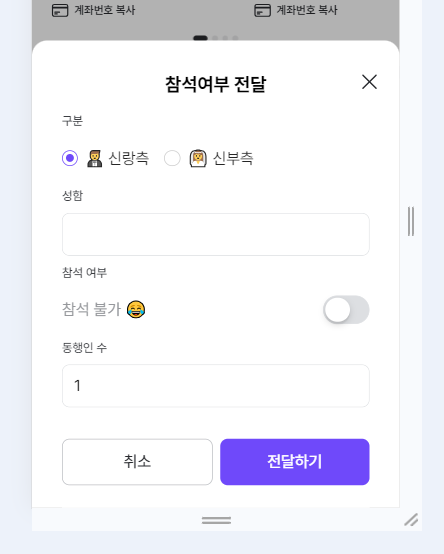 계좌번호 복사 계좌번호 복사
참석여부 전달
구분
신랑측 신부측
성함
참석 여부
참석 불가
동행인 수
1
취소 전달하기